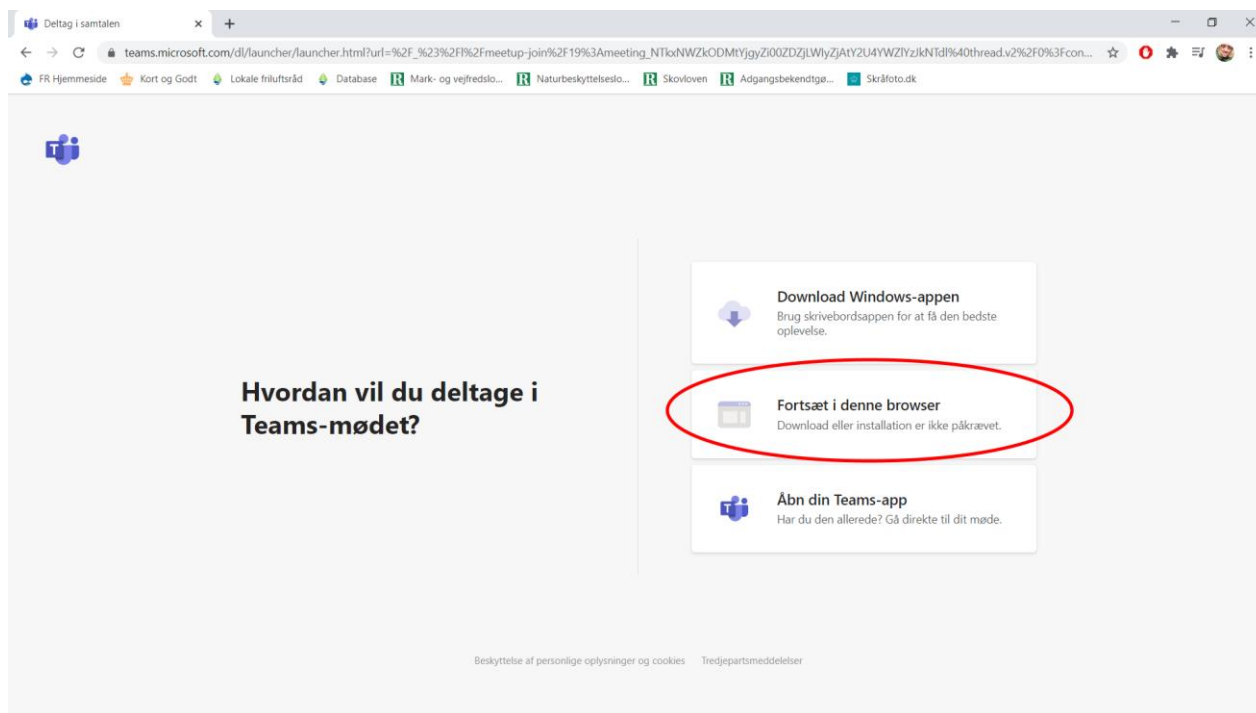 Deltag i samtalen
teams.microsoft.com/dl/launcher/launcher.html?url=%2F_%23%2Fl%2Fmeetup-join%2F19%3Ameeting_NTkxNWZkODMtYjgyZi00ZDZjLWIyZjAtY2U4YWZlYzJkNTdl%40thread.v2%2F0%3Fcon...
FR Hjemmeside Kort og Godt Lokale friluftsråd Database Mark- og vejfredslo... Naturbeskyttelseslo... Skovloven Adgangsbekendtgø... Skråfoto.dk
Download Windows-appen
Brug skrivebordsappen for at få den bedste
oplevelse.
Hvordan vil du deltage i
Teams-mødet?
Fortsæt i denne browser
Download eller installation er ikke påkrævet.
Åbn din Teams-app
Har du den allerede? Gå direkte til dit møde.
Beskyttelse af personlige oplysninger og cookies Tredjepartsmeddelelser